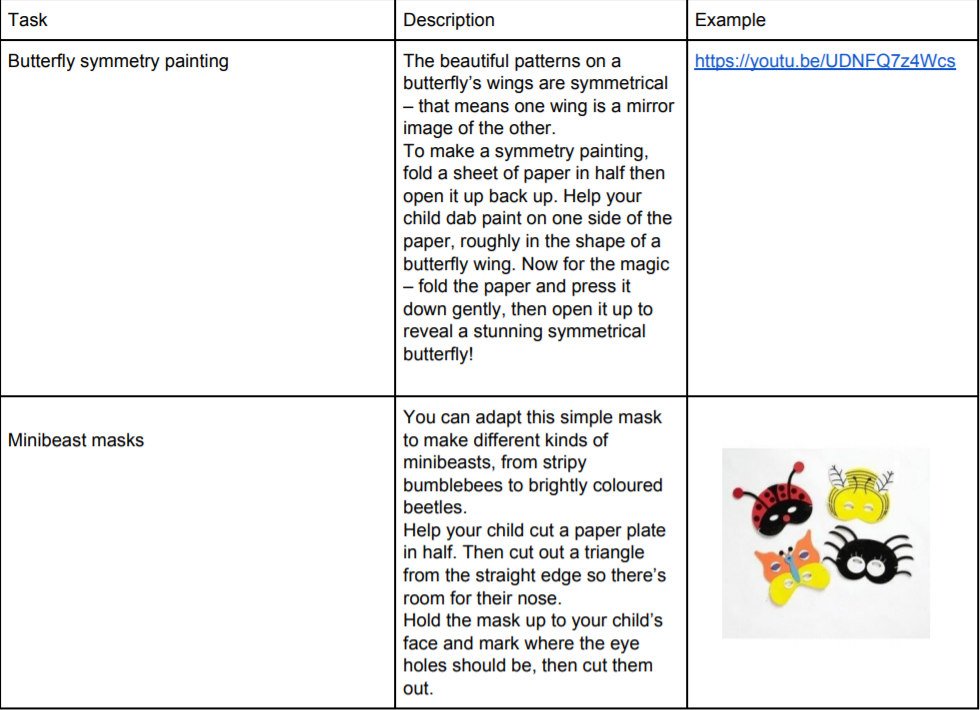 Task
Description
Example
Butterfly symmetry painting
The beautiful patterns on a
butterfly’s wings are symmetrical
– that means one wing is a mirror
image of the other.
To make a symmetry painting,
fold a sheet of paper in half then
open it up back up. Help your
child dab paint on one side of the
paper, roughly in the shape of a
butterfly wing. Now for the magic
– fold the paper and press it
down gently, then open it up to
reveal a stunning symmetrical
butterfly!
https://youtu.be/UDNFQ7z4Wcs
Minibeast masks
You can adapt this simple mask
to make different kinds of
minibeasts, from stripy
bumblebees to brightly coloured
beetles.
Help your child cut a paper plate
in half. Then cut out a triangle
from the straight edge so there’s
room for their nose.
Hold the mask up to your child’s
face and mark where the eye
holes should be, then cut them
out.